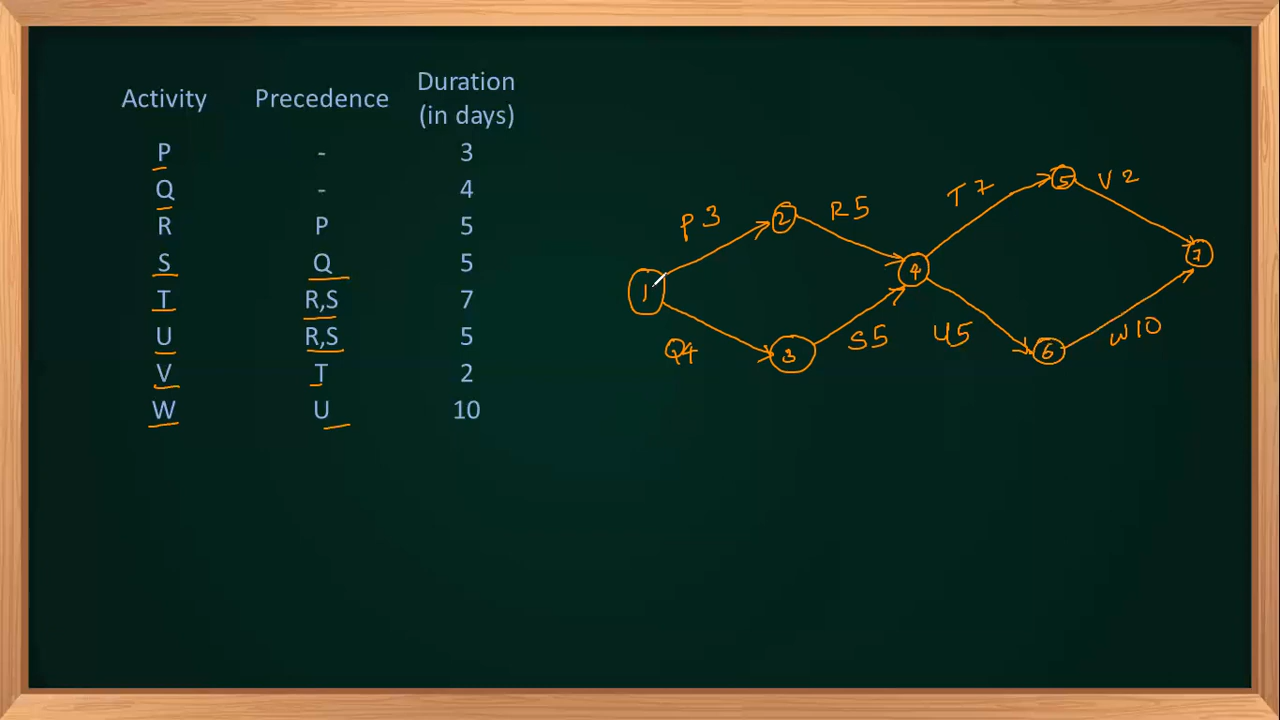 Activity Precedence Duration (in days)
P - 3
Q - 4
R P 5
S Q 5
T R,S 7
U R,S 5
V T 2
W U 10
P 3
R 5
T 7
V 2
1
2
3
4
5
6
7
Q4
S5
U5
W10